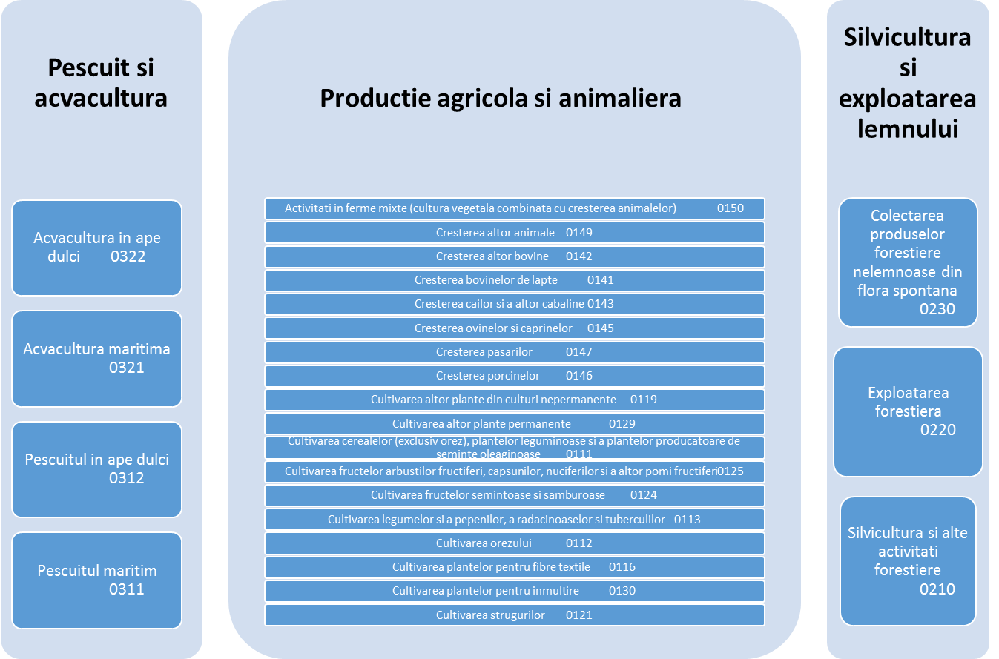 Pescuit si
acvacultura
Acvacultura in ape
dulci 0322
Acvacultura maritima
0321
Pescuitul in ape dulci
0312
Pescuitul maritim
0311
Productie agricola si animaliera
Activitati in ferme mixte (cultura vegetala combinata cu cresterea animalelor) 0150
Cresterea altor animale 0149
Cresterea altor bovine 0142
Cresterea bovinelor de lapte 0141
Cresterea cailor si a altor cabaline 0143
Cresterea ovinelor si caprinelor 0145
Cresterea pasarilor 0147
Cresterea porcinelor 0146
Cultivarea altor plante din culturi nepermanente 0119
Cultivarea altor plante permanente 0129
Cultivarea cerealelor (exclusiv orez), plantelor leguminoase si a plantelor producatoare de
seminte oleaginoase 0111
Cultivarea fructelor arbustilor fructiferi, capsunilor, nuciferilor si a altor pomi fructiferi0125
Cultivarea fructelor semintoase si samburoase 0124
Cultivarea legumelor si a pepenilor, a radacinoaselor si tuberculilor 0113
Cultivarea orezului 0112
Cultivarea plantelor pentru fibre textile 0116
Cultivarea plantelor pentru inmultire 0130
Cultivarea strugurilor 0121
Silvicultura
si
exploatarea
lemnului
Colectarea
produselor
forestiere
nelemnoase din
flora spontana
0230
Exploatarea
forestiera
0220
Silvicultura si alte
activitati
forestiere
0210